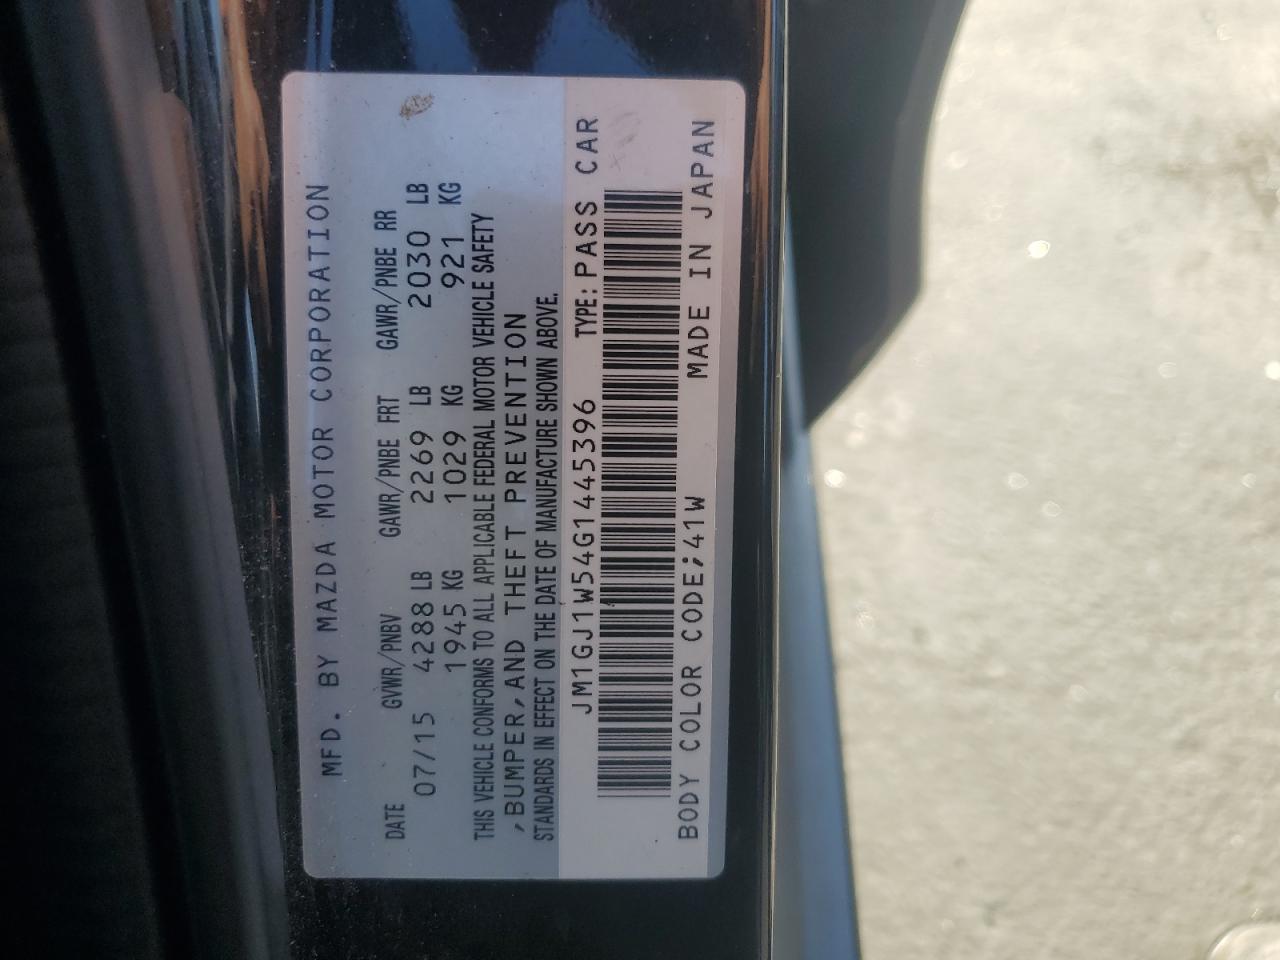 MFD. BY MAZDA MOTOR CORPORATION
DATE GVWR/PNBV GAWR/PNBE FRT GAWR/PNBE RR
07/15 4288 LB 2269 LB 2030 LB
1945 KG 1029 KG 921 KG
THIS VEHICLE CONFORMS TO ALL APPLICABLE FEDERAL MOTOR VEHICLE SAFETY
,BUMPER,AND THEFT PREVENTION
STANDARDS IN EFFECT ON THE DATE OF MANUFACTURE SHOWN ABOVE.
JM1GJ1W54G1445396 TYPE:PASS CAR
BODY COLOR CODE;41W MADE IN JAPAN